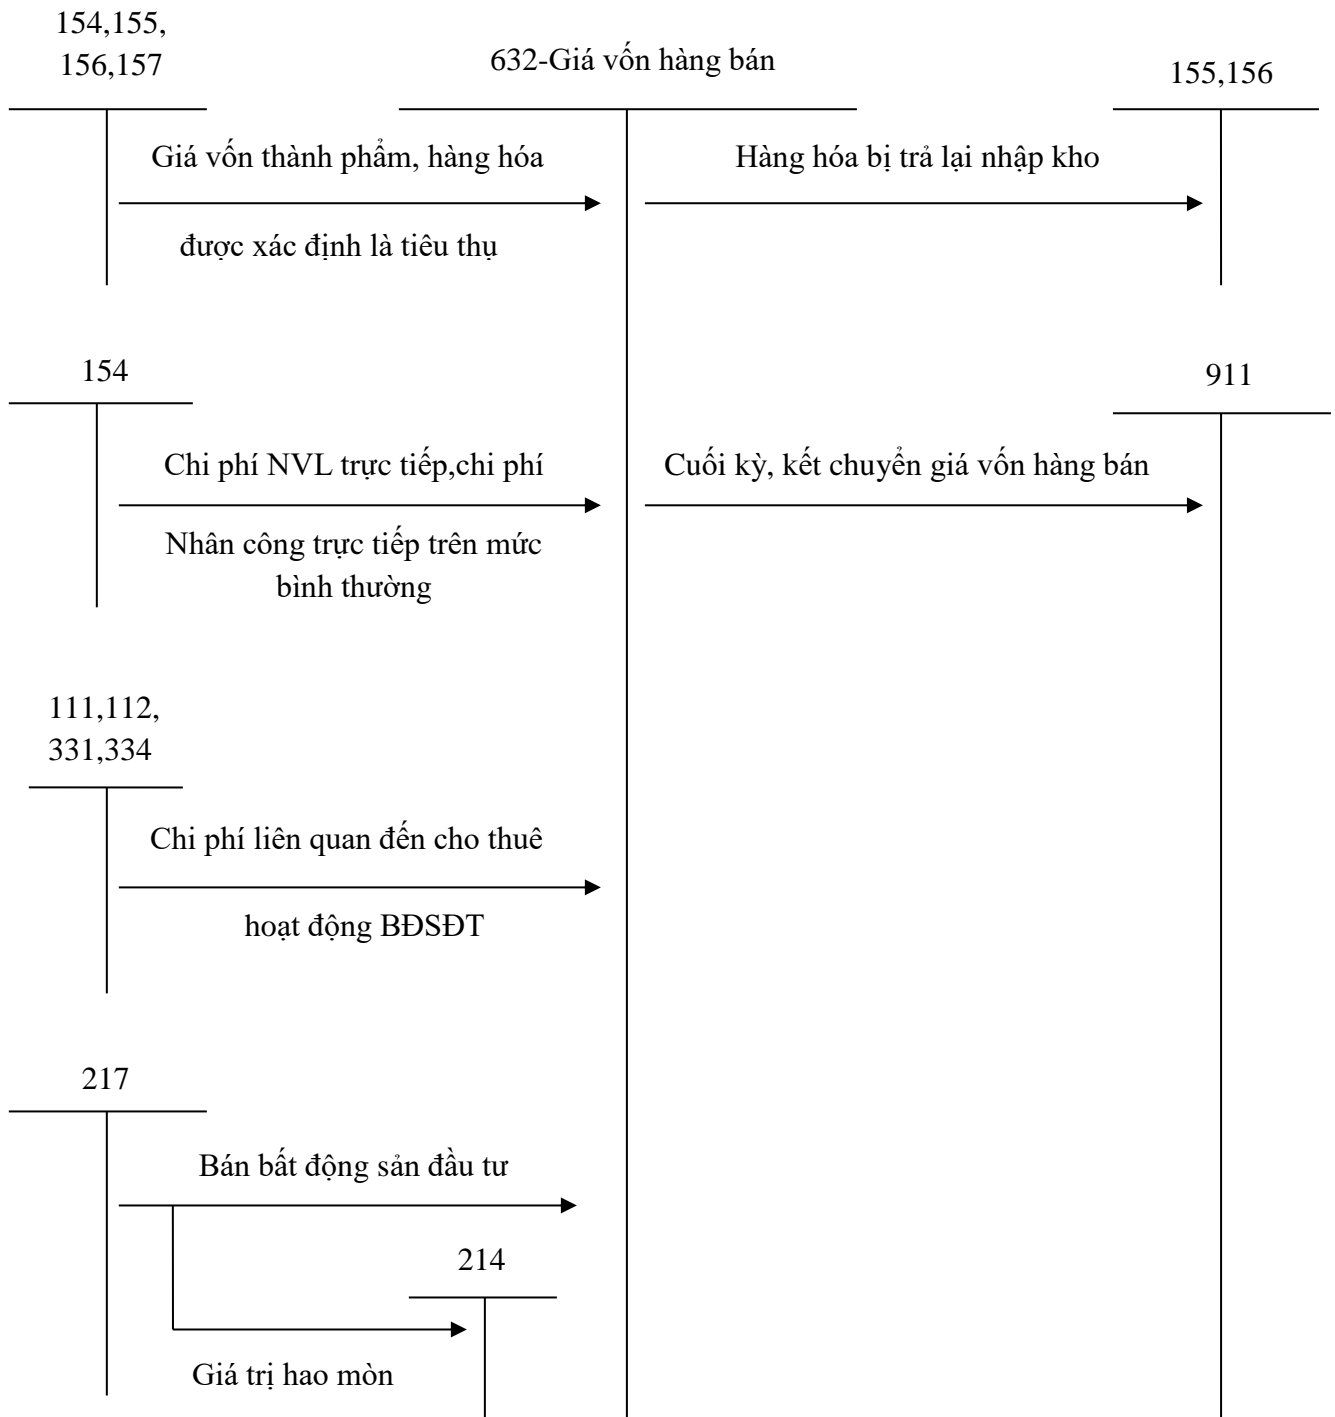 154,155,
156,157
632-Giá vốn hàng bán
155,156
Giá vốn thành phẩm, hàng hóa
Hàng hóa bị trả lại nhập kho
được xác định là tiêu thụ
154
911
Chi phí NVL trực tiếp,chi phí
Cuối kỳ, kết chuyển giá vốn hàng bán
Nhân công trực tiếp trên mức
bình thường
111,112,
331,334
Chi phí liên quan đến cho thuê
hoạt động BĐSĐT
217
Bán bất động sản đầu tư
214
Giá trị hao mòn